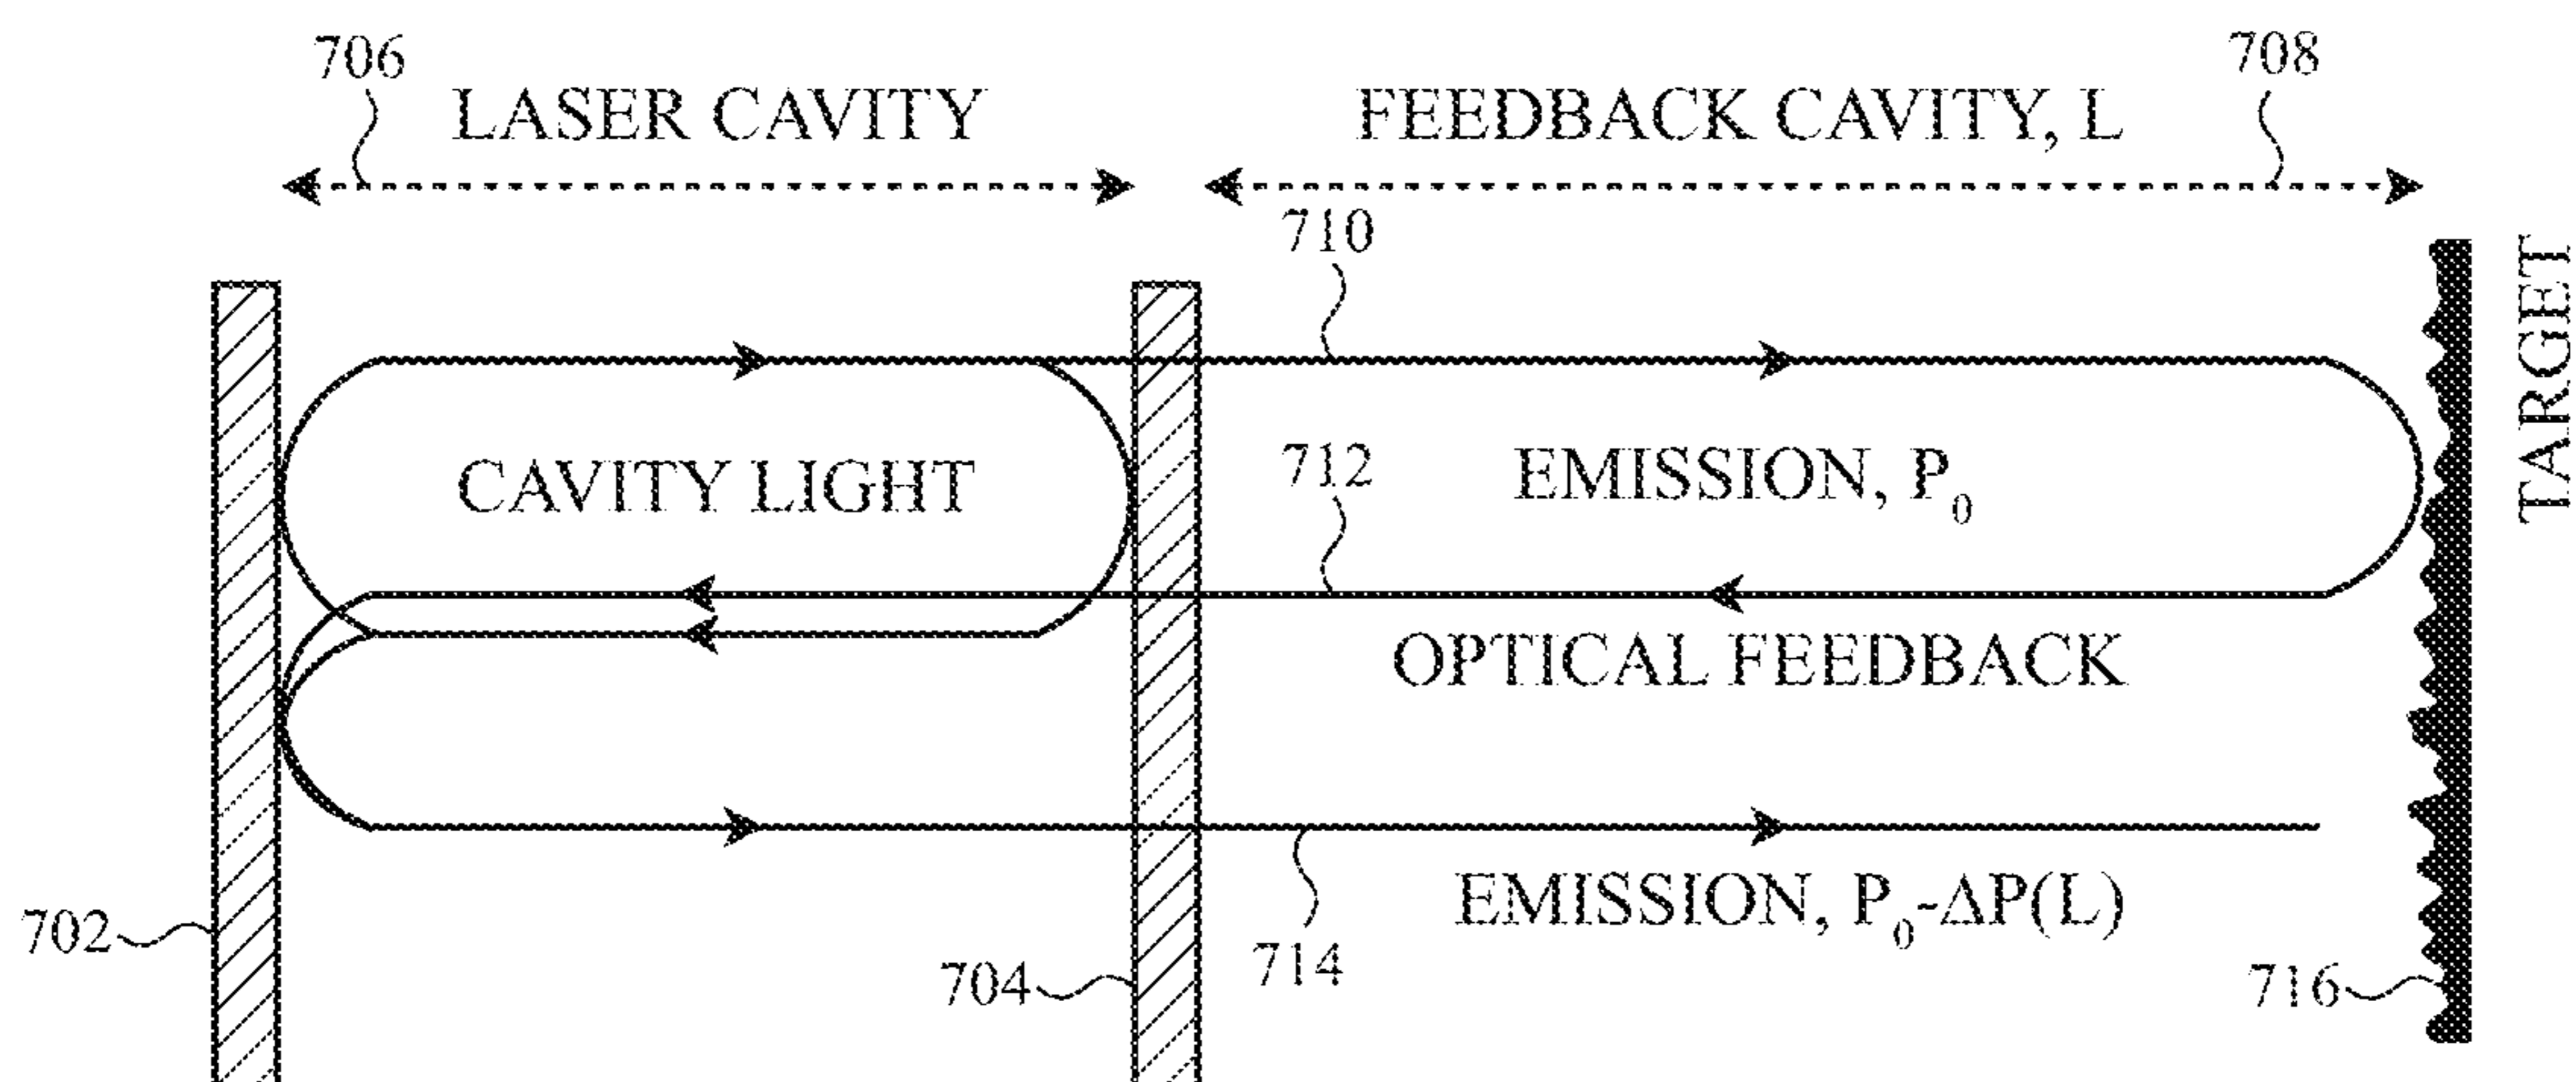 706
708
LASER CAVITY
FEEDBACK CAVITY, L
710
TARGET
CAVITY LIGHT
712
EMISSION, P₀
OPTICAL FEEDBACK
EMISSION, P₀-ΔP(L)
702
704
714
716